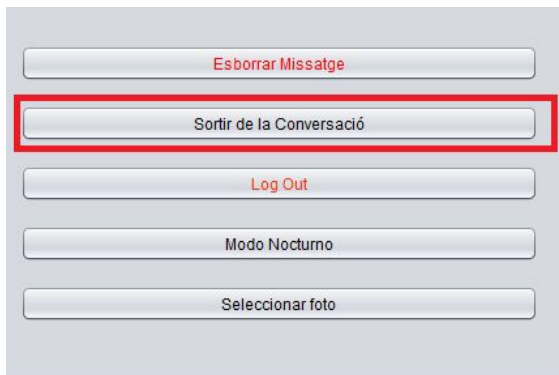 Esborrar Missatge
Sortir de la Conversació
Log Out
Modo Nocturno
Seleccionar foto